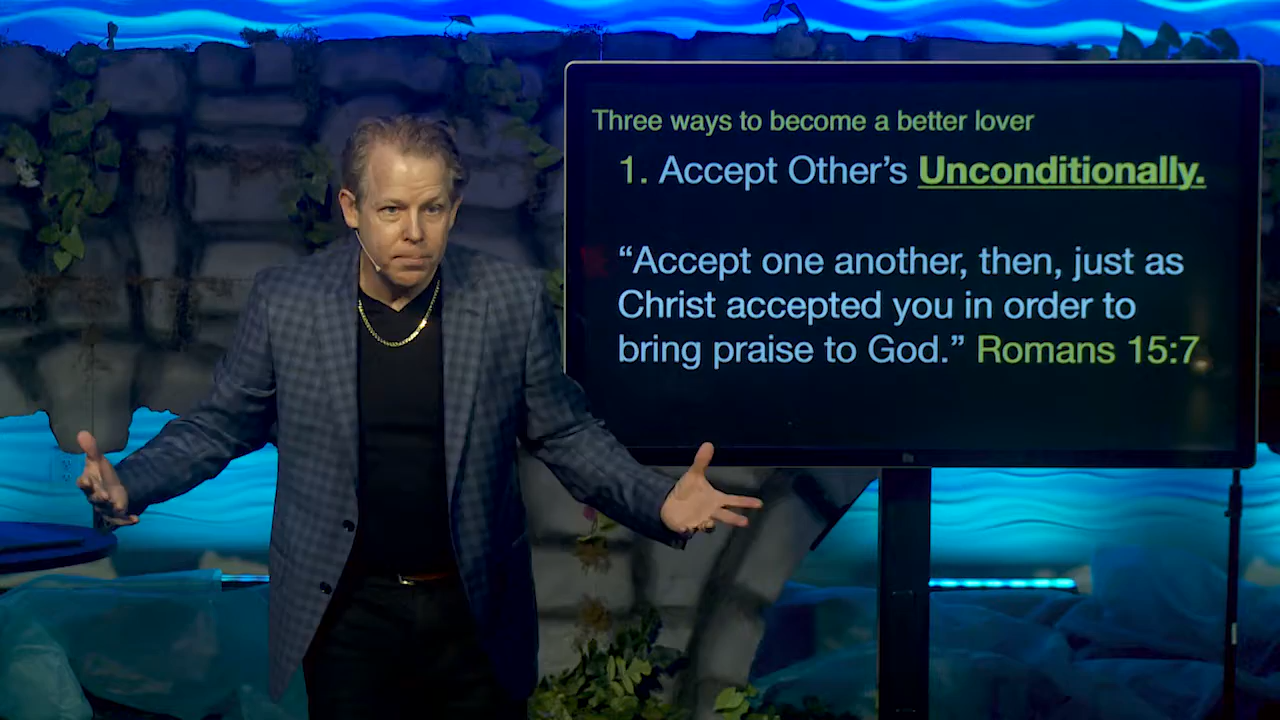 Three ways to become a better lover
1. Accept Other’s Unconditionally.
“Accept one another, then, just as
Christ accepted you in order to
bring praise to God.” Romans 15:7